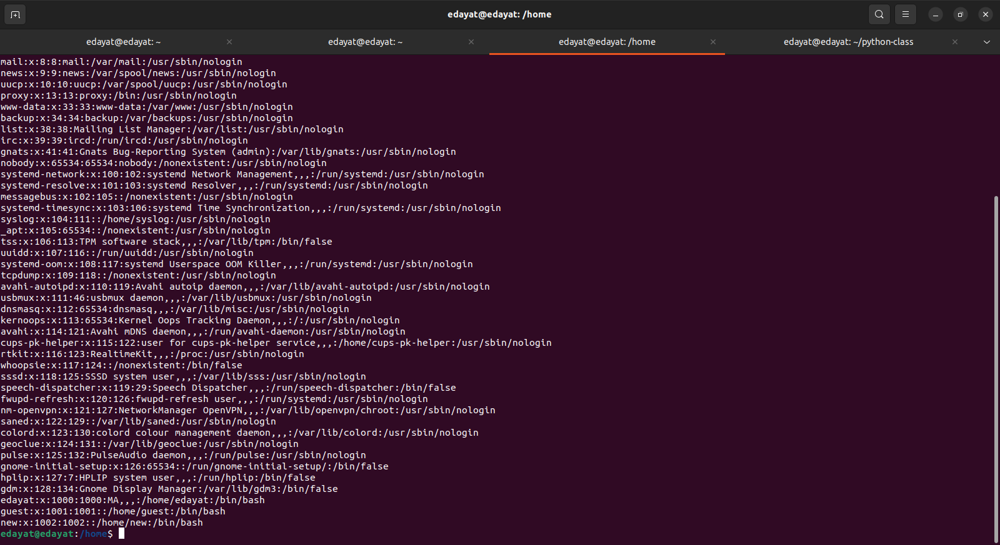 edayat@edayat: /home
edayat@edayat: ~
edayat@edayat: ~
edayat@edayat: /home
edayat@edayat: ~/python-class
mail:x:8:8:mail:/var/mail:/usr/sbin/nologin
news:x:9:9:news:/var/spool/news:/usr/sbin/nologin
uucp:x:10:10:uucp:/var/spool/uucp:/usr/sbin/nologin
proxy:x:13:13:proxy:/bin:/usr/sbin/nologin
www-data:x:33:33:www-data:/var/www:/usr/sbin/nologin
backup:x:34:34:backup:/var/backups:/usr/sbin/nologin
list:x:38:38:Mailing List Manager:/var/list:/usr/sbin/nologin
irc:x:39:39:ircd:/run/ircd:/usr/sbin/nologin
gnats:x:41:41:Gnats Bug-Reporting System (admin):/var/lib/gnats:/usr/sbin/nologin
nobody:x:65534:65534:nobody:/nonexistent:/usr/sbin/nologin
systemd-network:x:100:102:systemd Network Management,,,:/run/systemd:/usr/sbin/nologin
systemd-resolve:x:101:103:systemd Resolver,,,:/run/systemd:/usr/sbin/nologin
messagebus:x:102:105::/nonexistent:/usr/sbin/nologin
systemd-timesync:x:103:106:systemd Time Synchronization,,,:/run/systemd:/usr/sbin/nologin
syslog:x:104:111::/home/syslog:/usr/sbin/nologin
_apt:x:105:65534::/nonexistent:/usr/sbin/nologin
tss:x:106:113:TPM software stack,,,:/var/lib/tpm:/bin/false
uuidd:x:107:116::/run/uuidd:/usr/sbin/nologin
systemd-oom:x:108:117:systemd Userspace OOM Killer,,,:/run/systemd:/usr/sbin/nologin
tcpdump:x:109:118::/nonexistent:/usr/sbin/nologin
avahi-autoipd:x:110:119:Avahi autoip daemon,,,:/var/lib/avahi-autoipd:/usr/sbin/nologin
usbmux:x:111:46:usbmux daemon,,,:/var/lib/usbmux:/usr/sbin/nologin
dnsmasq:x:112:65534:dnsmasq,,,:/var/lib/misc:/usr/sbin/nologin
kernoops:x:113:65534:Kernel Oops Tracking Daemon,,,:/:/usr/sbin/nologin
avahi:x:114:121:Avahi mDNS daemon,,,:/run/avahi-daemon:/usr/sbin/nologin
cups-pk-helper:x:115:122:user for cups-pk-helper service,,,:/home/cups-pk-helper:/usr/sbin/nologin
rtkit:x:116:123:RealtimeKit,,,:/proc:/usr/sbin/nologin
whoopsie:x:117:124::/nonexistent:/bin/false
sssd:x:118:125:SSSD system user,,,:/var/lib/sss:/usr/sbin/nologin
speech-dispatcher:x:119:29:Speech Dispatcher,,,:/run/speech-dispatcher:/bin/false
fwupd-refresh:x:120:126:fwupd-refresh user,,,:/run/systemd:/usr/sbin/nologin
nm-openvpn:x:121:127:NetworkManager OpenVPN,,,:/var/lib/openvpn/chroot:/usr/sbin/nologin
saned:x:122:129::/var/lib/saned:/usr/sbin/nologin
colord:x:123:130:colord colour management daemon,,,:/var/lib/colord:/usr/sbin/nologin
geoclue:x:124:131::/var/lib/geoclue:/usr/sbin/nologin
pulse:x:125:132:PulseAudio daemon,,,:/run/pulse:/usr/sbin/nologin
gnome-initial-setup:x:126:65534::/run/gnome-initial-setup/:/bin/false
hplip:x:127:7:HPLIP system user,,,:/run/hplip:/bin/false
gdm:x:128:134:Gnome Display Manager:/var/lib/gdm3:/bin/false
edayat:x:1000:1000:MA,,,:/home/edayat:/bin/bash
guest:x:1001:1001::/home/guest:/bin/bash
new:x:1002:1002::/home/new:/bin/bash
edayat@edayat:/home$